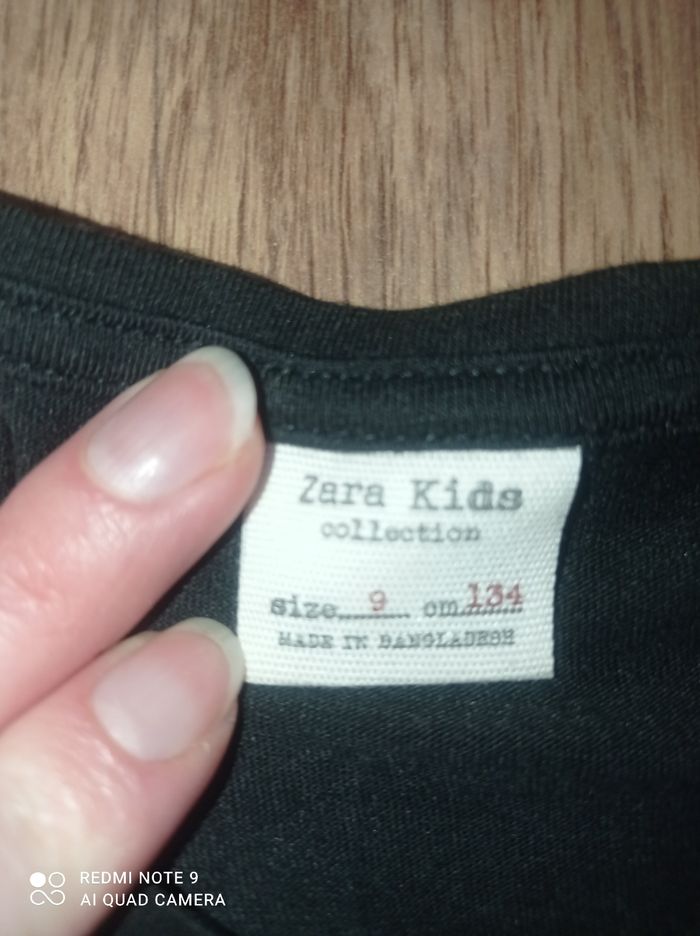 Zara Kids
collection
size....9.... cm.134
MADE IN BANGLADESH
REDMI NOTE 9
AI QUAD CAMERA